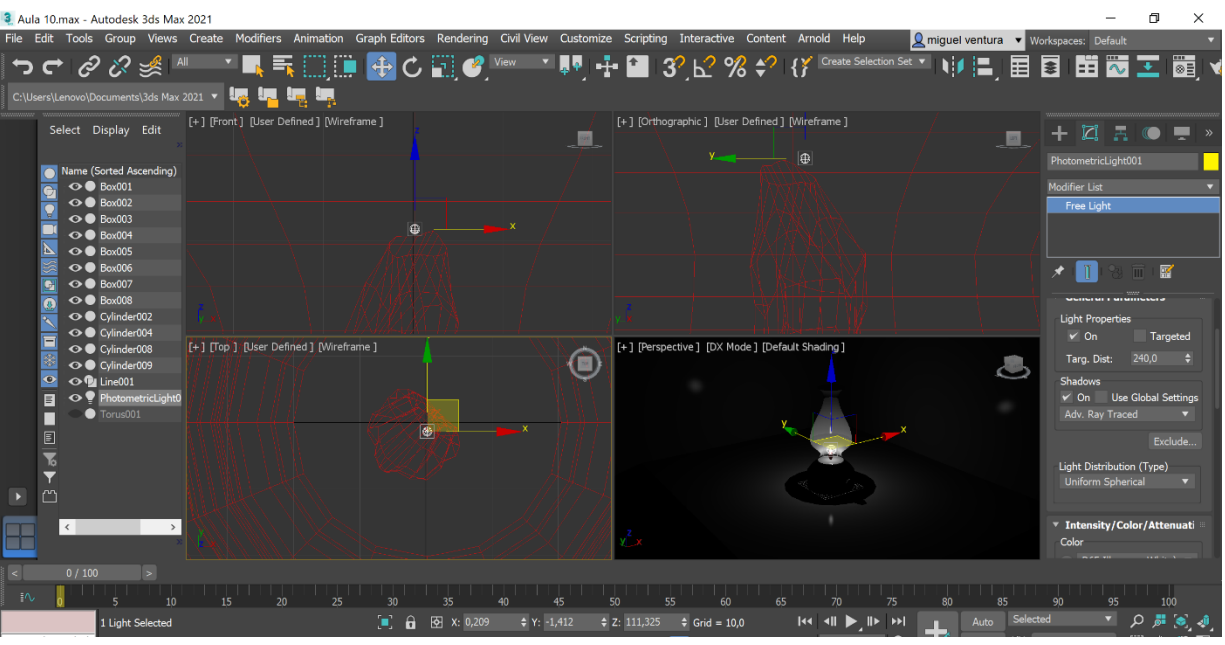 Aula 10.max - Autodesk 3ds Max 2021
File Edit Tools Group Views Create Modifiers Animation Graph Editors Rendering Civil View Customize Scripting Interactive Content Arnold Help miguel ventura Workspaces: Default
All View Create Selection Set
C:\Users\Lenovo\Documents\3ds Max 2021
Select Display Edit
Name (Sorted Ascending)
Box001
Box002
Box003
Box004
Box005
Box006
Box007
Box008
Cylinder002
Cylinder004
Cylinder008
Cylinder009
Line001
PhotometricLight0
Torus001
[+] [Front] [User Defined] [Wireframe]
z
x
z
y
[+] [Orthographic] [User Defined] [Wireframe]
y
z
y
[+] [Top] [User Defined] [Wireframe]
x
y
z
[+] [Perspective] [DX Mode] [Default Shading]
y
x
z
y x
PhotometricLight001
Modifier List
Free Light
General Parameters
Light Properties
On Targeted
Targ. Dist: 240,0
Shadows
On Use Global Settings
Adv. Ray Traced
Exclude...
Light Distribution (Type)
Uniform Spherical
Intensity/Color/Attenuati
Color
< 0 / 100 >
0 5 10 15 20 25 30 35 40 45 50 55 60 65 70 75 80 85 90 95 100
1 Light Selected X: 0,209 Y: -1,412 Z: 111,325 Grid = 10,0 Auto Selected